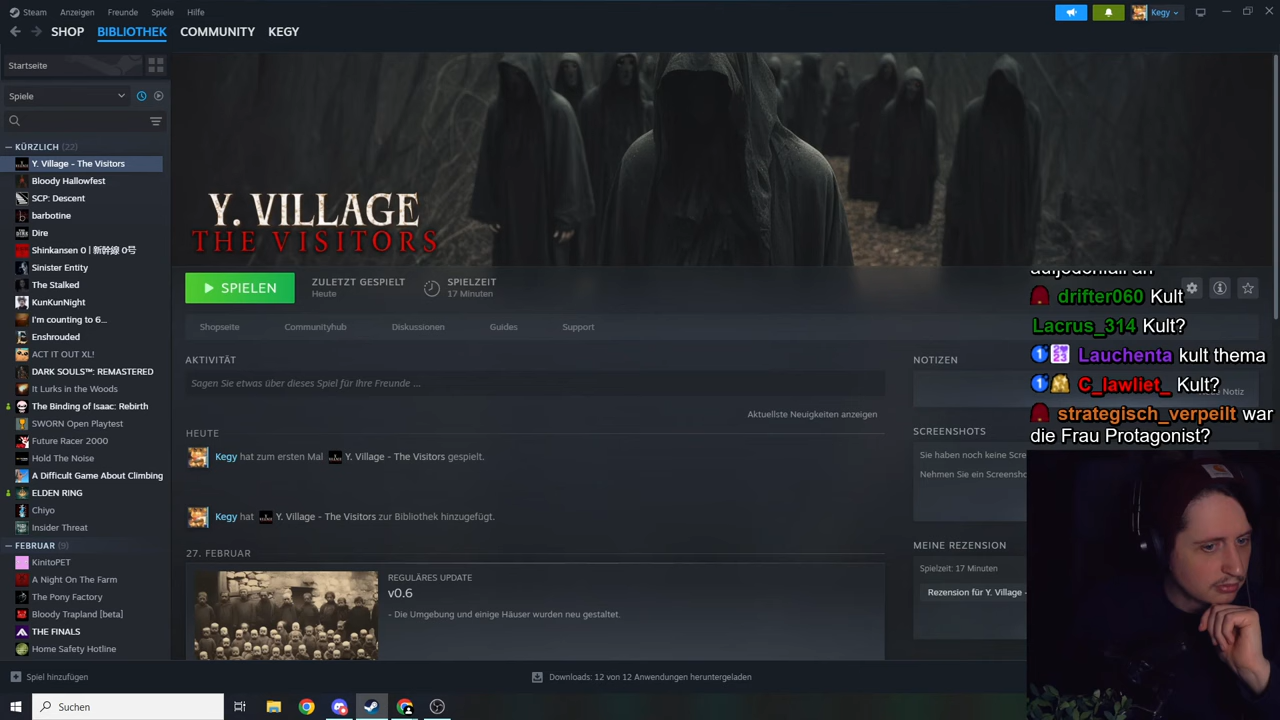 Steam Anzeigen Freunde Spiele Hilfe
Kegy
SHOP BIBLIOTHEK COMMUNITY KEGY
Startseite
Spiele
KÜRZLICH (22)
Y. Village - The Visitors
Bloody Hallowfest
SCP: Descent
barbotine
Dire
Shinkansen 0 | 新幹線 0号
Sinister Entity
The Stalked
KunKunNight
I'm counting to 6...
Enshrouded
ACT IT OUT XL!
DARK SOULS™: REMASTERED
It Lurks in the Woods
The Binding of Isaac: Rebirth
SWORN Open Playtest
Future Racer 2000
Hold The Noise
A Difficult Game About Climbing
ELDEN RING
Chiyo
Insider Threat
FEBRUAR (9)
KinitoPET
A Night On The Farm
The Pony Factory
Bloody Trapland [beta]
THE FINALS
Home Safety Hotline
Y. VILLAGE
THE VISITORS
SPIELEN
ZULETZT GESPIELT
Heute
SPIELZEIT
17 Minuten
Shopseite Communityhub Diskussionen Guides Support
AKTIVITÄT
Sagen Sie etwas über dieses Spiel für Ihre Freunde ...
Aktuellste Neuigkeiten anzeigen
HEUTE
Kegy hat zum ersten Mal Y. Village - The Visitors gespielt.
Kegy hat Y. Village - The Visitors zur Bibliothek hinzugefügt.
27. FEBRUAR
REGULÄRES UPDATE
v0.6
- Die Umgebung und einige Häuser wurden neu gestaltet.
NOTIZEN
Notiz
SCREENSHOTS
Sie haben noch keine Scre
Nehmen Sie ein Screensho
MEINE REZENSION
Spielzeit: 17 Minuten
Rezension für Y. Village -
drifter060 Kult
Lacrus_314 Kult?
Lauchenta kult thema
C_lawliet_ Kult?
strategisch_verpeilt war
die Frau Protagonist?
Spiel hinzufügen
Downloads: 12 von 12 Anwendungen heruntergeladen
Suchen